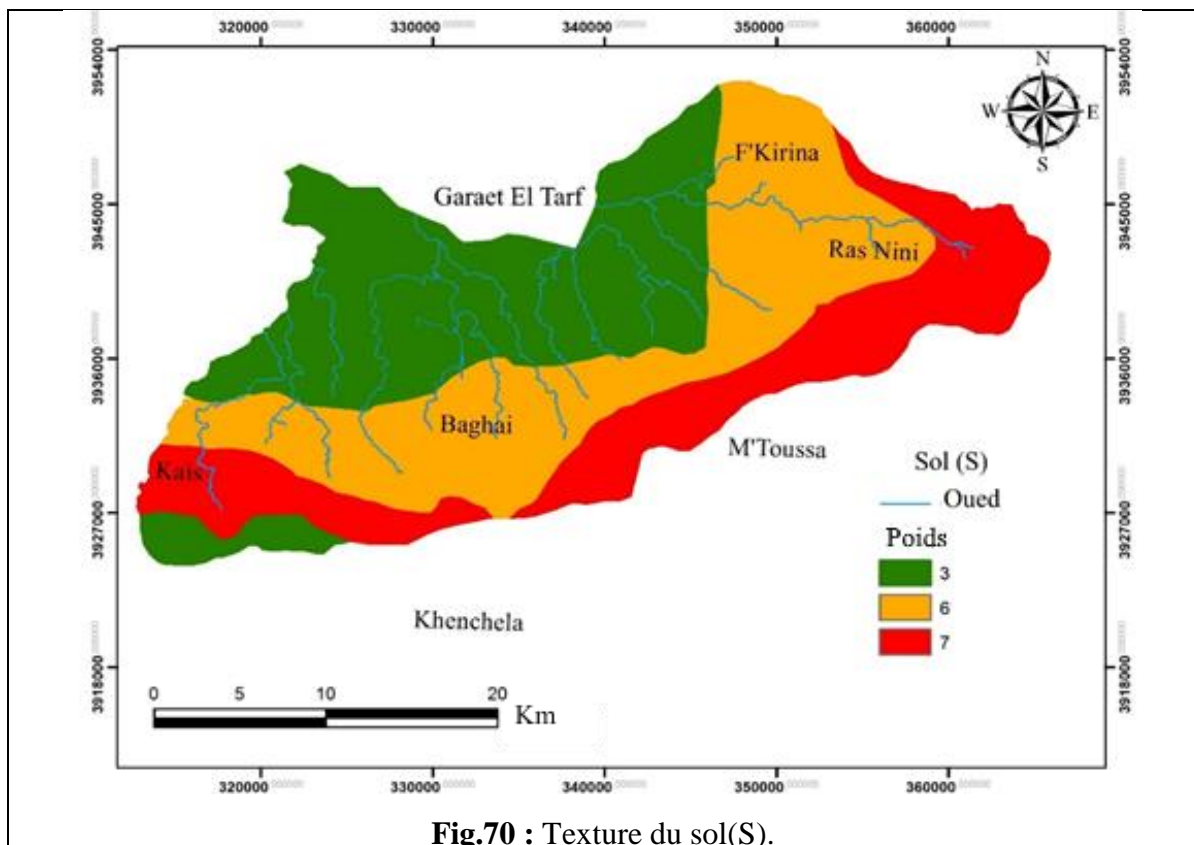 320000 330000 340000 350000 360000
3954000 3954000
N
W E
S
F'Kirina
Garaet El Tarf
3945000 3945000
Ras Nini
3936000 3936000
Baghai
M'Toussa
Sol (S)
Kais
Oued
3927000 3927000
Poids
3
6
7
Khenchela
3918000 3918000
0 5 10 20
Km
320000 330000 340000 350000 360000
Fig.70 : Texture du sol(S).